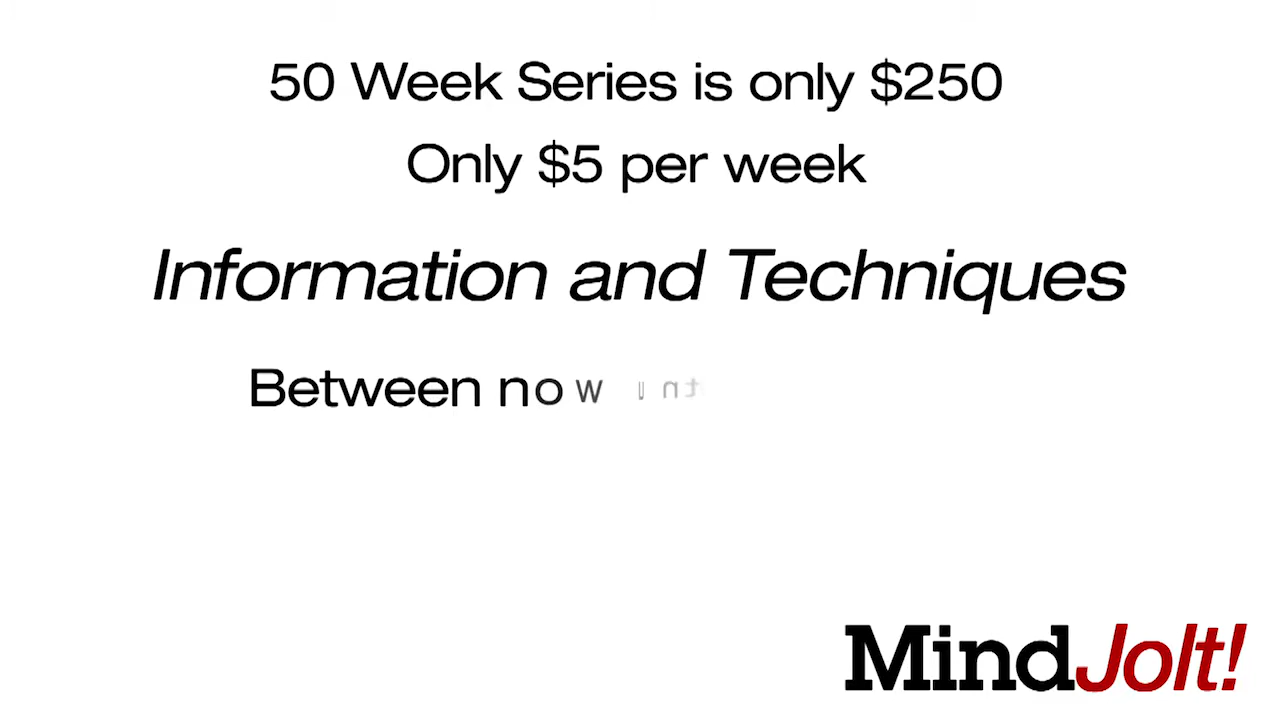 50 Week Series is only $250
Only $5 per week
Information and Techniques
Between now
MindJolt!